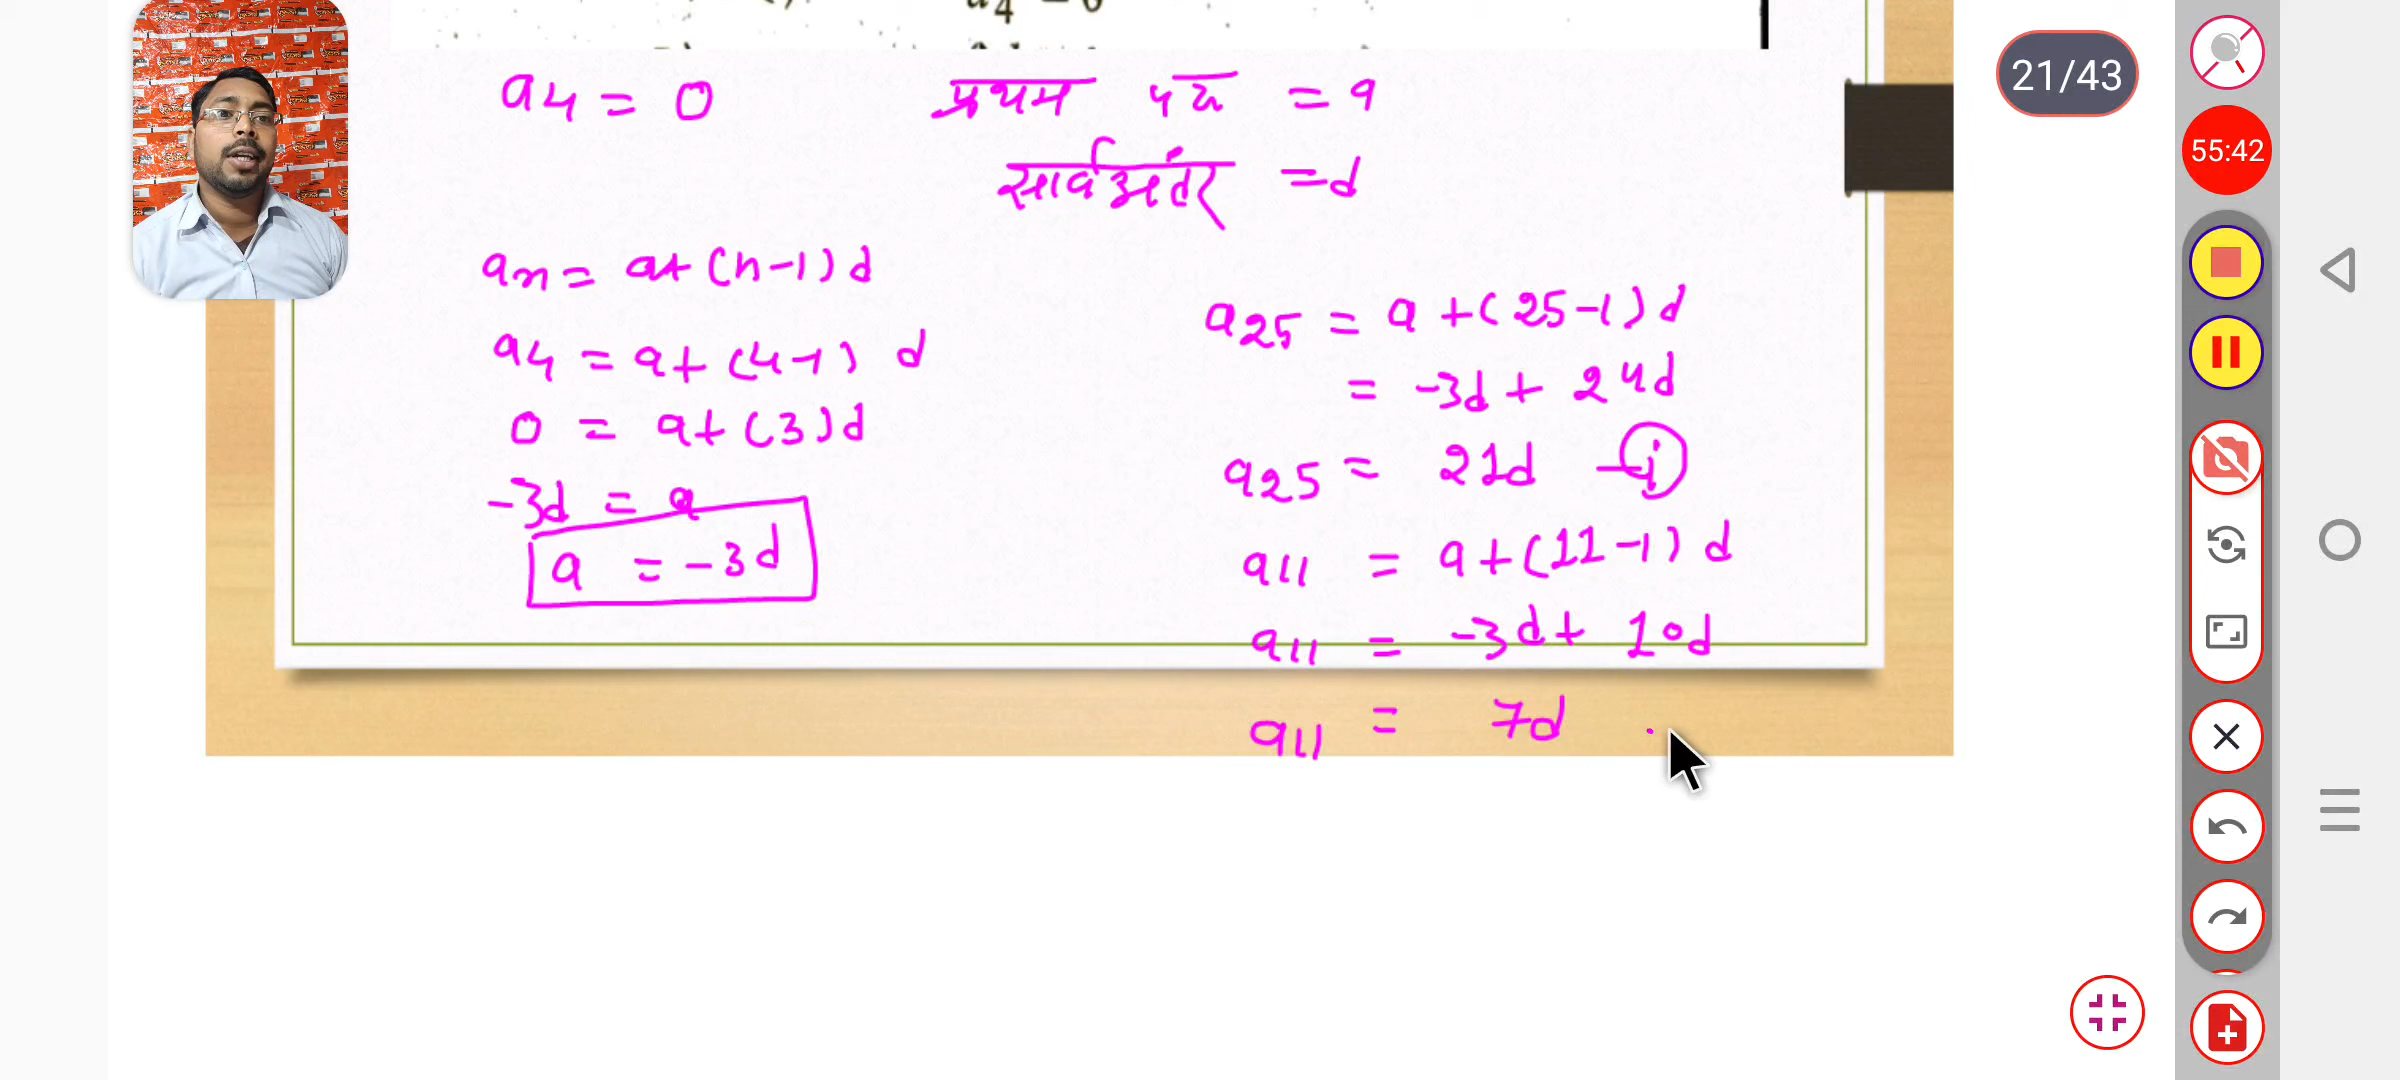 21/43
55:42
a4 = 0
प्रथम पद = a
सार्वअंतर = d
an = a+(n-1)d
a4 = a+(4-1) d
0 = a+(3)d
-3d = a
a = -3d
a25 = a+(25-1)d
= -3d+24d
a25 = 21d -i
a11 = a+(11-1)d
a11 = -3d+10d
a11 = 7d